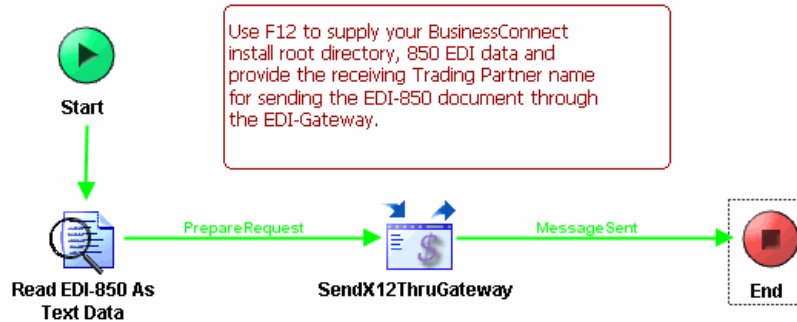 Use F12 to supply your BusinessConnect
install root directory, 850 EDI data and
provide the receiving Trading Partner name
for sending the EDI-850 document through
the EDI-Gateway.
Start
PrepareRequest
MessageSent
Read EDI-850 As
Text Data
SendX12ThruGateway
End